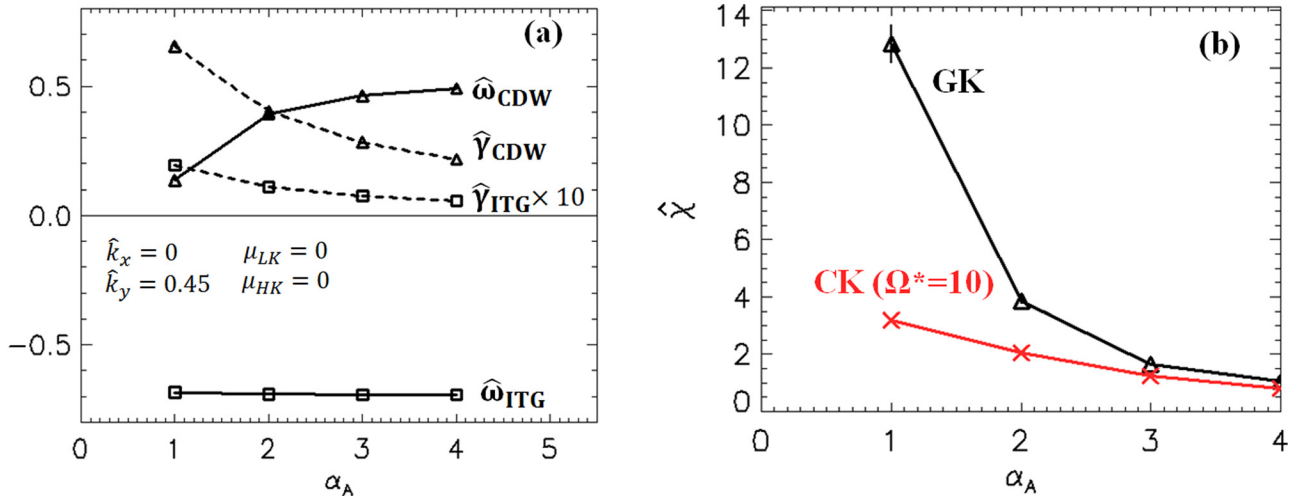 (a)
0.5
0.0
−0.5
ω̂CDW
γ̂CDW
γ̂ITG × 10
k̂x = 0 μLK = 0
k̂y = 0.45 μHK = 0
ω̂ITG
0 1 2 3 4 5
αA
(b)
14
12
10
8
6
4
2
0
χ̂
GK
CK (Ω*=10)
0 1 2 3 4
αA